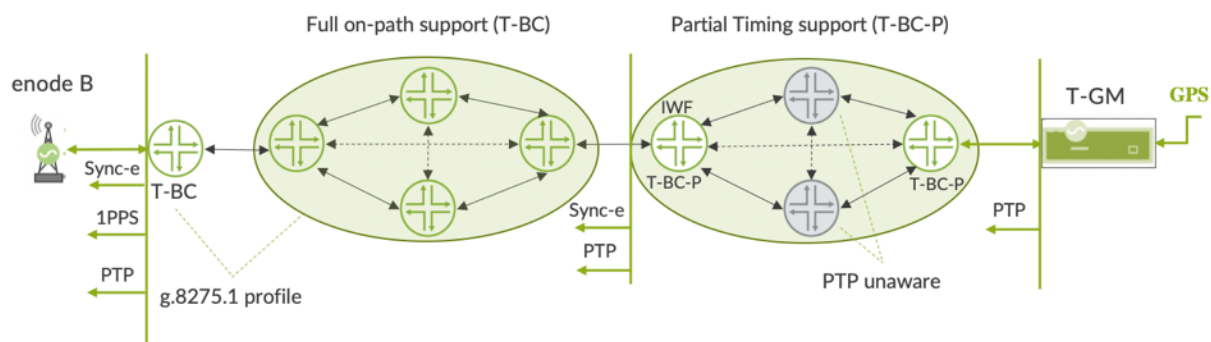 Full on-path support (T-BC)
Partial Timing support (T-BC-P)
enode B
T-GM
GPS
IWF
Sync-e
T-BC
T-BC-P
T-BC-P
1PPS
Sync-e
PTP
PTP
PTP
g.8275.1 profile
PTP unaware